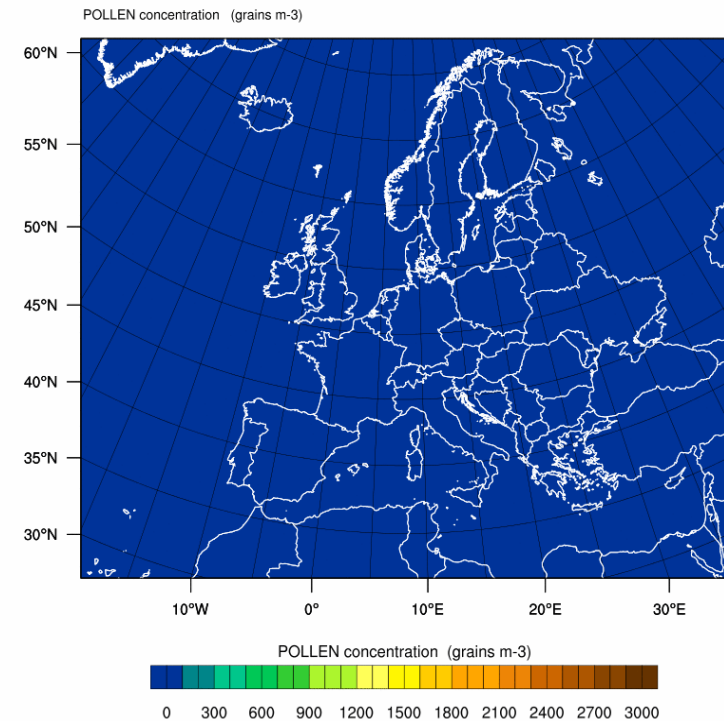 POLLEN concentration (grains m-3)
60°N
55°N
50°N
45°N
40°N
35°N
30°N
10°W 0° 10°E 20°E 30°E
POLLEN concentration (grains m-3)
0 300 600 900 1200 1500 1800 2100 2400 2700 3000